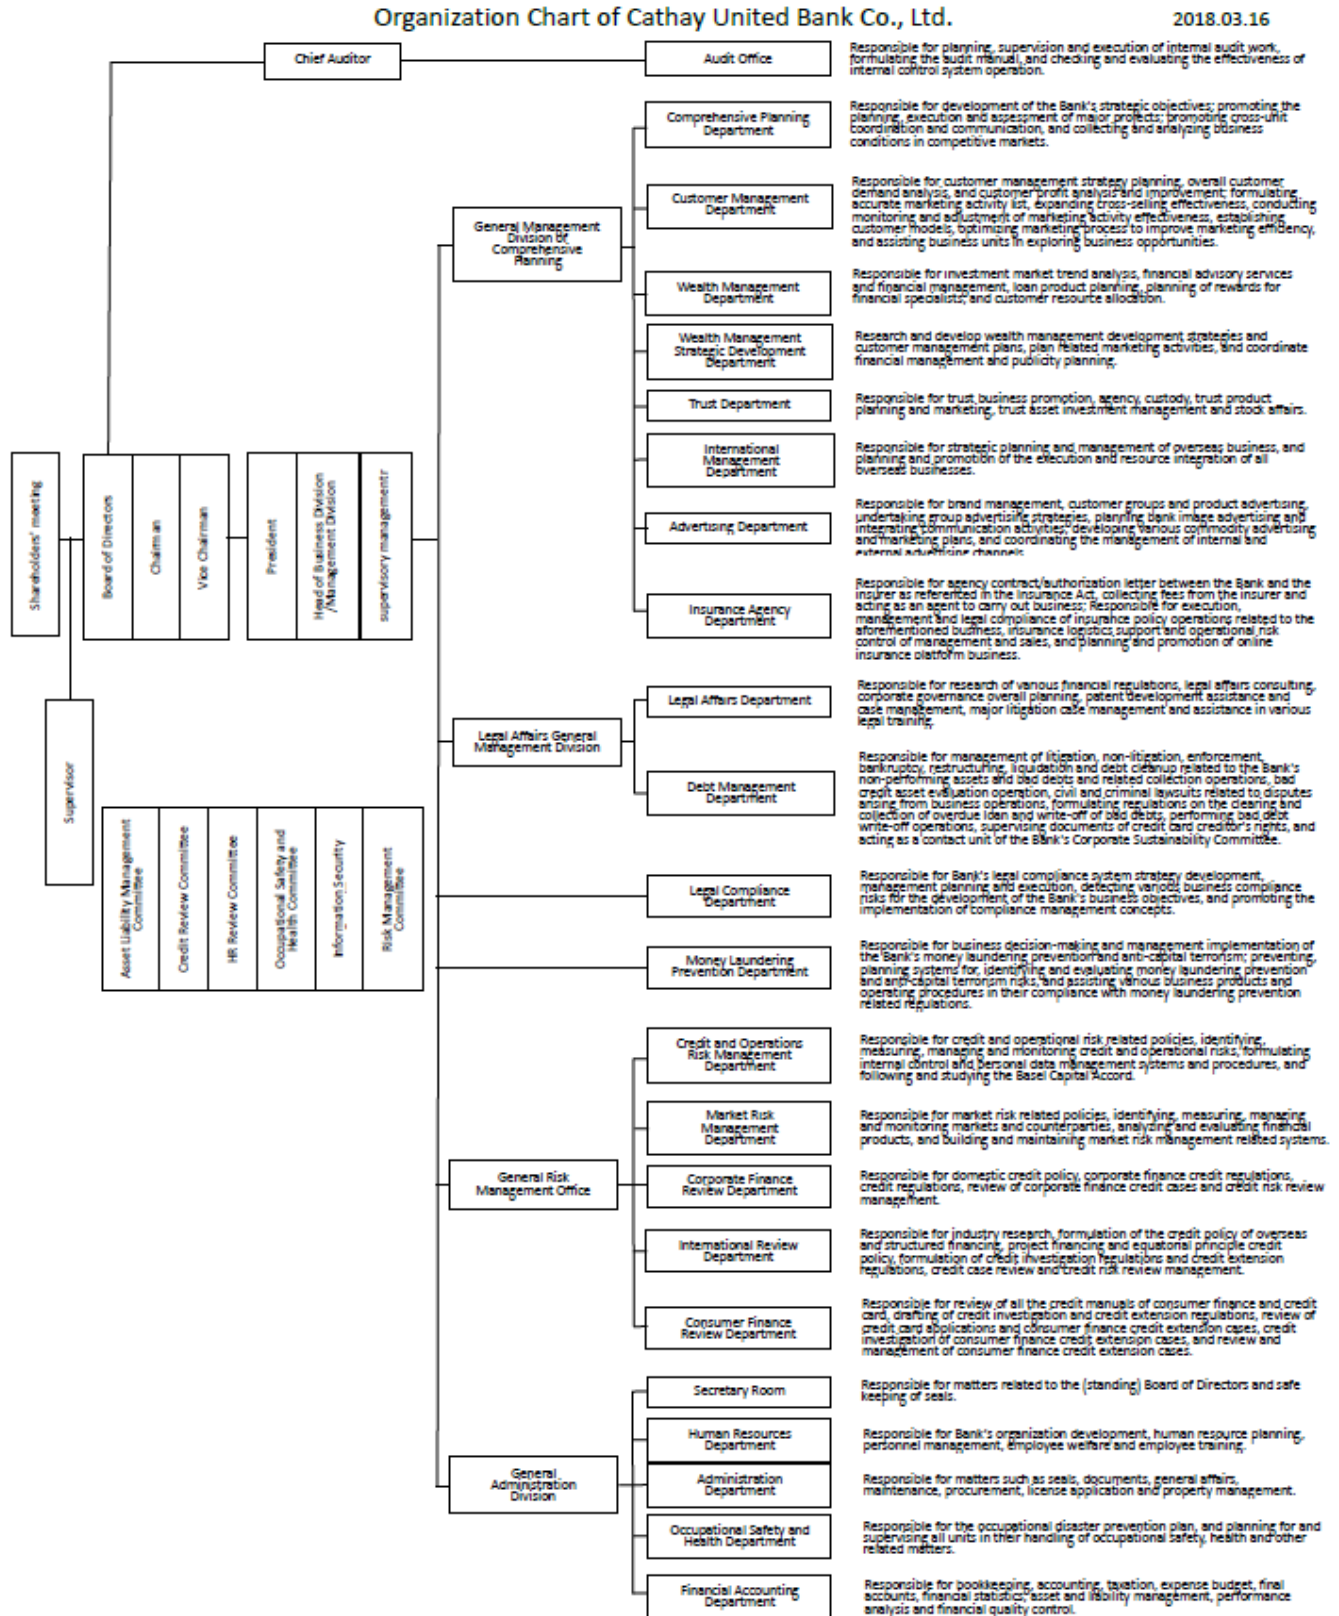 Organization Chart of Cathay United Bank Co., Ltd.
2018.03.16
Chief Auditor
Audit Office
Responsible for planning, supervision and execution of internal audit work,
formulating the audit manual, and checking and evaluating the effectiveness of
internal control system operation.
Comprehensive Planning
Department
Responsible for development of the Bank's strategic objectives; promoting the
planning, execution and assessment of major projects; promoting cross-unit
coordination and communication, and collecting and analyzing business
conditions in competitive markets.
General Management
Division of
Comprehensive
Planning
Customer Management
Department
Responsible for customer management strategy planning, overall customer
demand analysis, and customer profit analysis and improvement; formulating
accurate marketing activity list, expanding cross-selling effectiveness, conducting
monitoring and adjustment of marketing activity effectiveness, establishing
customer models, optimizing marketing process to improve marketing efficiency,
and assisting business units in exploring business opportunities.
Wealth Management
Department
Responsible for investment market trend analysis, financial advisory services
and financial management, loan product planning, planning of rewards for
financial specialists, and customer resource allocation.
Wealth Management
Strategic Development
Department
Research and develop wealth management development strategies and
customer management plans, plan related marketing activities, and coordinate
financial management and publicity planning.
Trust Department
Responsible for trust business promotion, agency, custody, trust product
planning and marketing, trust asset investment management and stock affairs.
International
Management
Department
Responsible for strategic planning and management of overseas business, and
planning and promotion of the execution and resource integration of all
overseas businesses.
Shareholders' meeting
Board of Directors
Chairman
Vice Chairman
President
Head of Business Division
/Management Division
supervisory managementr
Advertising Department
Responsible for brand management, customer groups and product advertising,
undertaking group advertising strategies, planning bank image advertising and
integrating communication activities, developing various commodity advertising
and marketing plans, and coordinating the management of internal and
external advertising channels.
Insurance Agency
Department
Responsible for agency contract/authorization letter between the Bank and the
insurer as referenced in the Insurance Act, collecting fees from the insurer and
acting as an agent to carry out business; Responsible for execution,
management and legal compliance of insurance policy operations related to the
aforementioned business, insurance logistics support and operational risk
control of management and sales, and planning and promotion of online
insurance platform business.
Supervisor
Legal Affairs General
Management Division
Legal Affairs Department
Responsible for research of various financial regulations, legal affairs consulting,
corporate governance overall planning, patent development assistance and
case management, major litigation case management and assistance in various
legal training.
Debt Management
Department
Responsible for management of litigation, non-litigation, enforcement,
bankruptcy, restructuring, liquidation and debt cleanup related to the Bank's
non-performing assets and bad debts and related collection operations, bad
credit asset evaluation operation, civil and criminal lawsuits related to disputes
arising from business operations, formulating regulations on the clearing and
collection of overdue loan and write-off of bad debts, performing bad debt
write-off operations, supervising documents of credit card creditor's rights, and
acting as a contact unit of the Bank's Corporate Sustainability Committee.
Asset Liability Management
Committee
Credit Review Committee
HR Review Committee
Occupational Safety and
Health Committee
Information Security
Risk Management
Committee
Legal Compliance
Department
Responsible for Bank's legal compliance system strategy development,
management planning and execution, detecting various business compliance
risks for the development of the Bank's business objectives, and promoting the
implementation of compliance management concepts.
Money Laundering
Prevention Department
Responsible for business decision-making and management implementation of
the Bank's money laundering prevention and anti-capital terrorism; preventing,
planning systems for, identifying and evaluating money laundering prevention
and anti-capital terrorism risks, and assisting various business products and
operating procedures in their compliance with money laundering prevention
related regulations.
General Risk
Management Office
Credit and Operations
Risk Management
Department
Responsible for credit and operational risk related policies, identifying,
measuring, managing and monitoring credit and operational risks, formulating
internal control and personal data management systems and procedures, and
following and studying the Basel Capital Accord.
Market Risk
Management
Department
Responsible for market risk related policies, identifying, measuring, managing
and monitoring markets and counterparties, analyzing and evaluating financial
products, and building and maintaining market risk management related systems.
Corporate Finance
Review Department
Responsible for domestic credit policy, corporate finance credit regulations,
credit regulations, review of corporate finance credit cases and credit risk review
management.
International Review
Department
Responsible for industry research, formulation of the credit policy of overseas
and structured financing, project financing and equatorial principle credit
policy, formulation of credit investigation regulations and credit extension
regulations, credit case review and credit risk review management.
Consumer Finance
Review Department
Responsible for review of all the credit manuals of consumer finance and credit
card, drafting of credit investigation and credit extension regulations, review of
credit card applications and consumer finance credit extension cases, credit
investigation of consumer finance credit extension cases, and review and
management of consumer finance credit extension cases.
General
Administration
Division
Secretary Room
Responsible for matters related to the (standing) Board of Directors and safe
keeping of seals.
Human Resources
Department
Responsible for Bank's organization development, human resource planning,
personnel management, employee welfare and employee training.
Administration
Department
Responsible for matters such as seals, documents, general affairs,
maintenance, procurement, license application and property management.
Occupational Safety and
Health Department
Responsible for the occupational disaster prevention plan, and planning for and
supervising all units in their handling of occupational safety, health and other
related matters.
Financial Accounting
Department
Responsible for bookkeeping, accounting, taxation, expense budget, final
accounts, financial statistics, asset and liability management, performance
analysis and financial quality control.